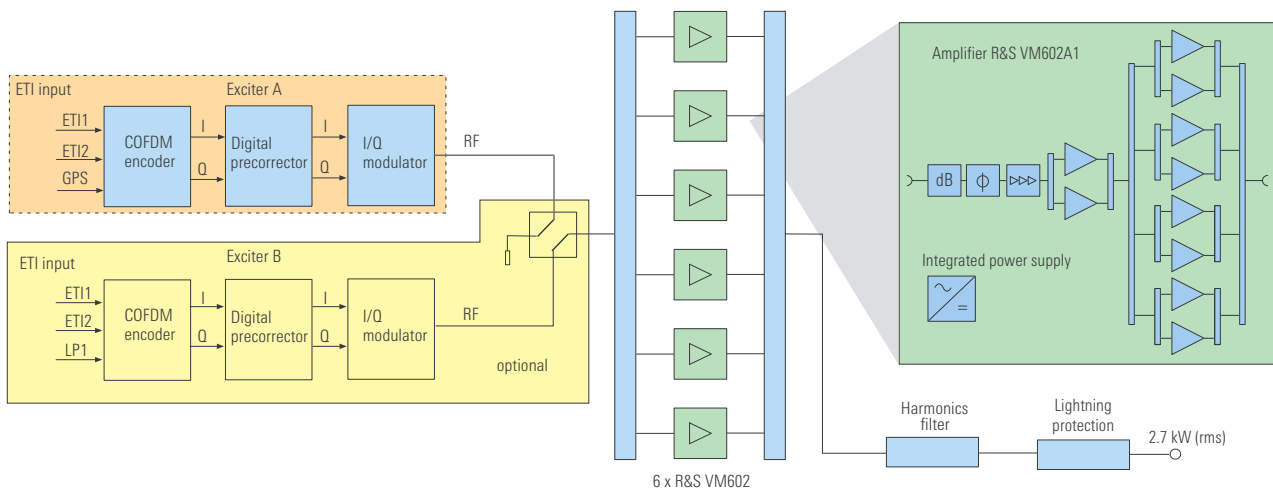 ETI input
Exciter A
ETI1
ETI2
GPS
COFDM
encoder
I
Q
Digital
precorrector
I
Q
I/Q
modulator
RF
ETI input
Exciter B
ETI1
ETI2
LP1
COFDM
encoder
I
Q
Digital
precorrector
I
Q
I/Q
modulator
RF
optional
6 x R&S VM602
Amplifier R&S VM602A1
dB
ϕ
Integrated power supply
Harmonics
filter
Lightning
protection
2.7 kW (rms)